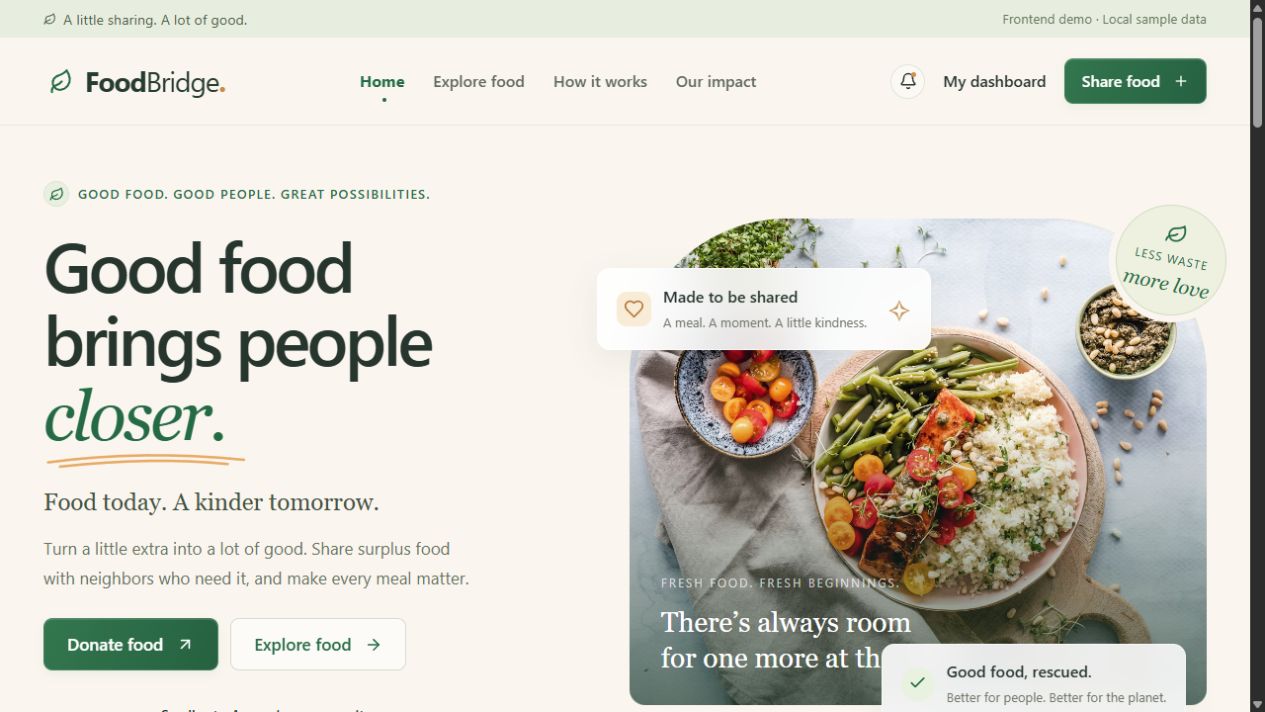 A little sharing. A lot of good.
Frontend demo · Local sample data
FoodBridge.
Home
Explore food
How it works
Our impact
My dashboard
Share food +
GOOD FOOD. GOOD PEOPLE. GREAT POSSIBILITIES.
Good food
brings people
closer.
Food today. A kinder tomorrow.
Turn a little extra into a lot of good. Share surplus food
with neighbors who need it, and make every meal matter.
Donate food
Explore food
LESS WASTE
more love
Made to be shared
A meal. A moment. A little kindness.
FRESH FOOD. FRESH BEGINNINGS.
There’s always room
for one more at
Good food, rescued.
Better for people. Better for the planet.